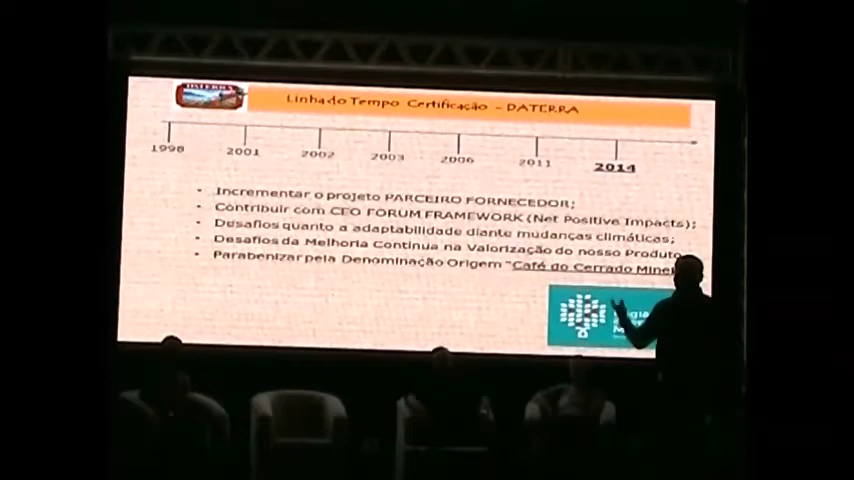 DATERRA
Linha do Tempo Certificação - DATERRA
1998 2001 2002 2003 2006 2011 2014
• Incrementar o projeto PARCEIRO FORNECEDOR;
• Contribuir com CEO FORUM FRAMEWORK (Net Positive Impacts);
• Desafios quanto a adaptabilidade diante mudanças climáticas;
• Desafios da Melhoria Continua na Valorização do nosso Produto
• Parabenizar pela Denominação Origem "Café do Cerrado